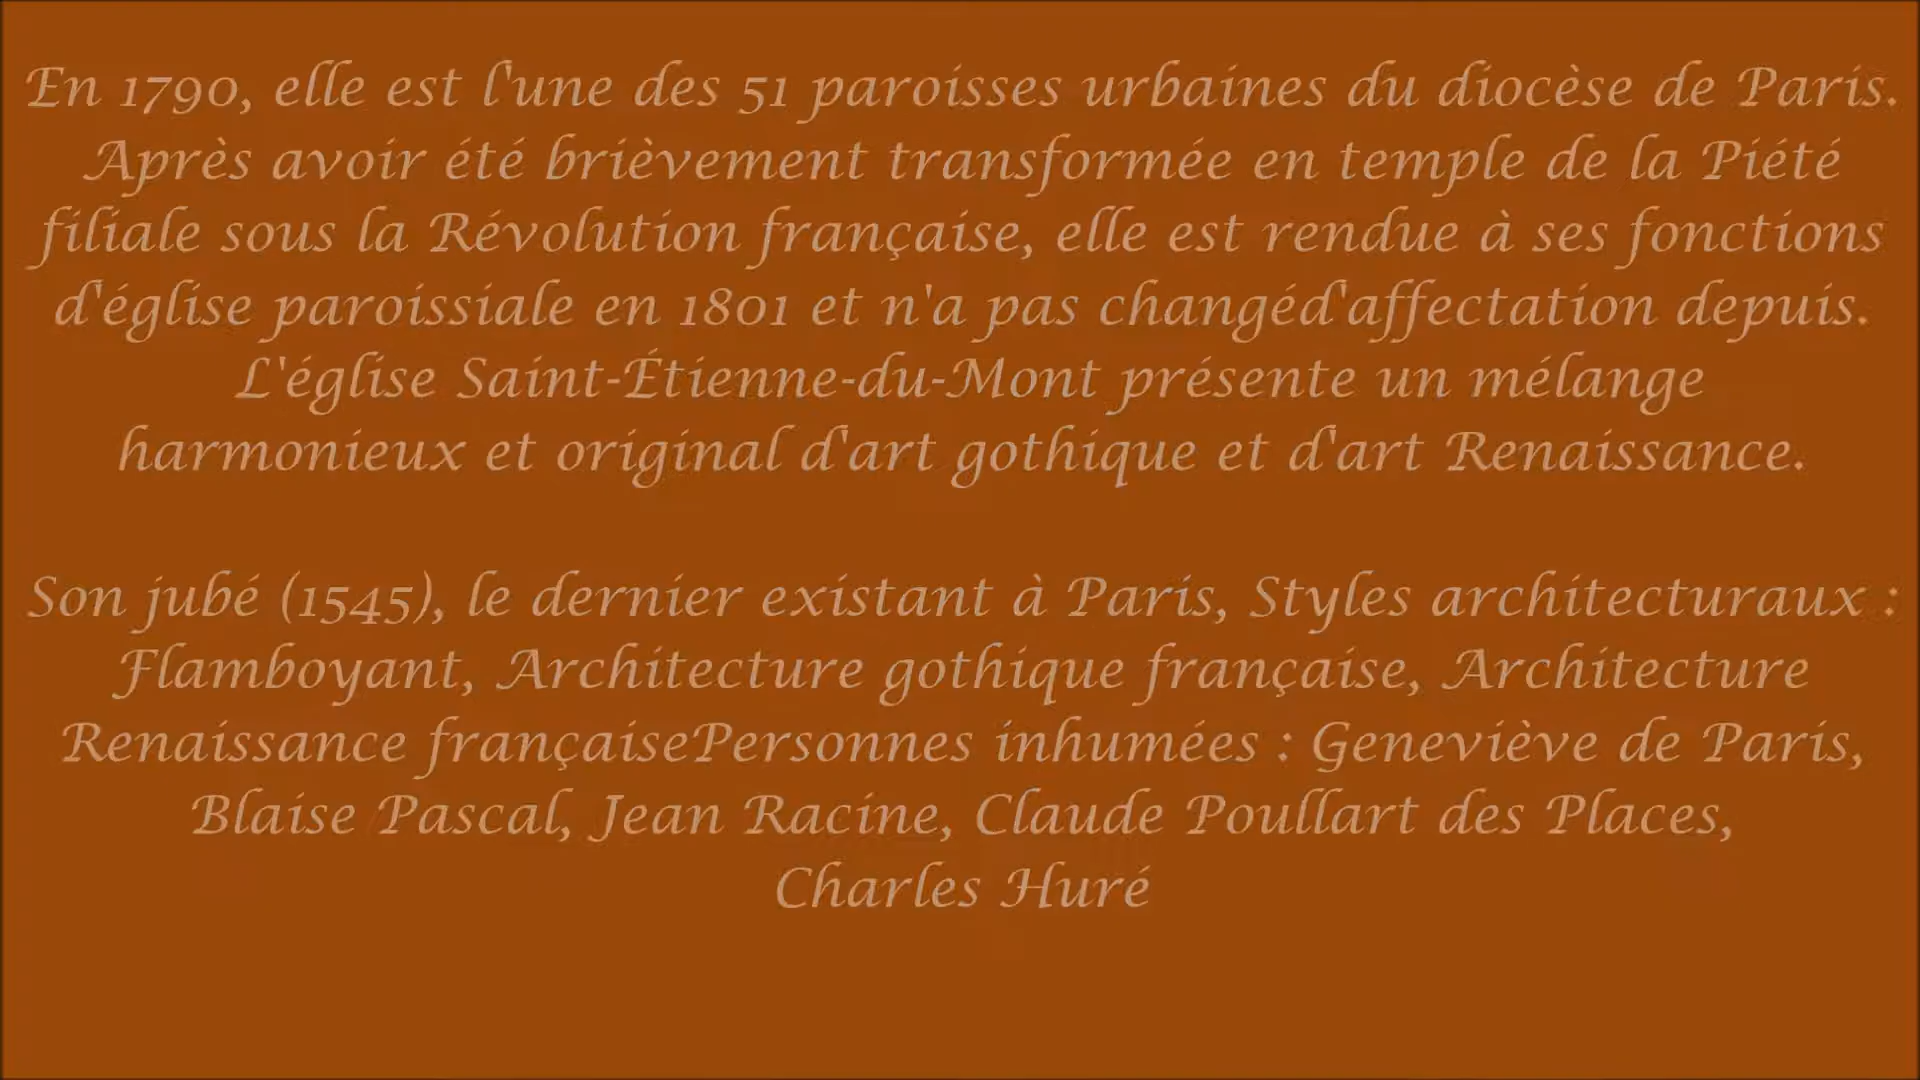 En 1790, elle est l'une des 51 paroisses urbaines du diocèse de Paris.
Après avoir été brièvement transformée en temple de la Piété
filiale sous la Révolution française, elle est rendue à ses fonctions
d'église paroissiale en 1801 et n'a pas changéd'affectation depuis.
L'église Saint-Étienne-du-Mont présente un mélange
harmonieux et original d'art gothique et d'art Renaissance.
Son jubé (1545), le dernier existant à Paris, Styles architecturaux :
Flamboyant, Architecture gothique française, Architecture
Renaissance françaisePersonnes inhumées : Geneviève de Paris,
Blaise Pascal, Jean Racine, Claude Poullart des Places,
Charles Huré